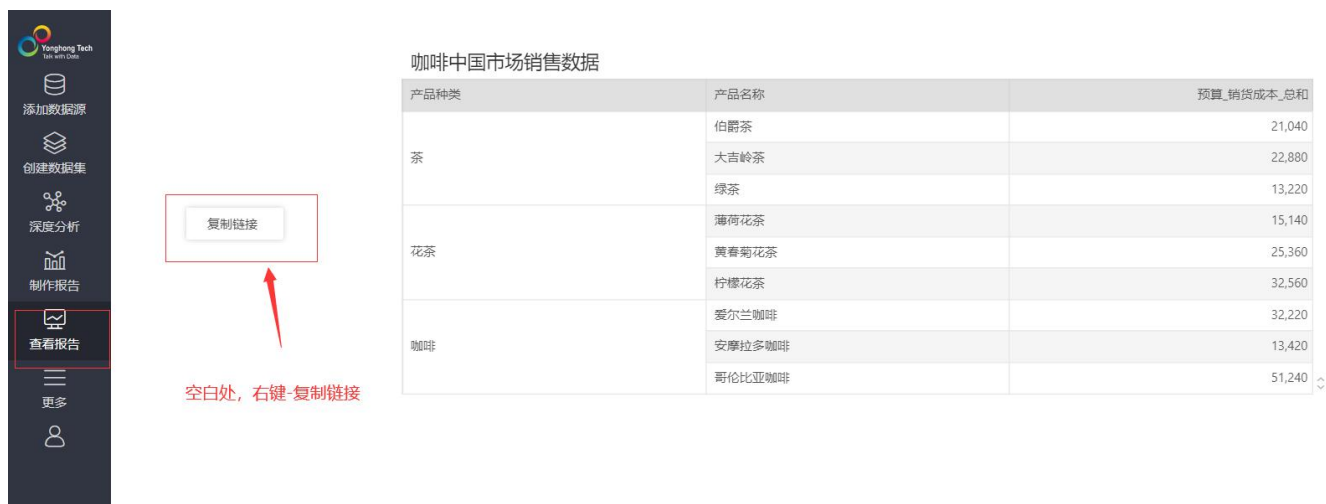 Yonghong Tech
Talk with Data
添加数据源
创建数据集
深度分析
制作报告
查看报告
更多
复制链接
空白处，右键-复制链接
咖啡中国市场销售数据
产品种类 产品名称 预算_销货成本_总和
茶 伯爵茶 21,040
大吉岭茶 22,880
绿茶 13,220
花茶 薄荷花茶 15,140
黄春菊花茶 25,360
柠檬花茶 32,560
咖啡 爱尔兰咖啡 32,220
安摩拉多咖啡 13,420
哥伦比亚咖啡 51,240